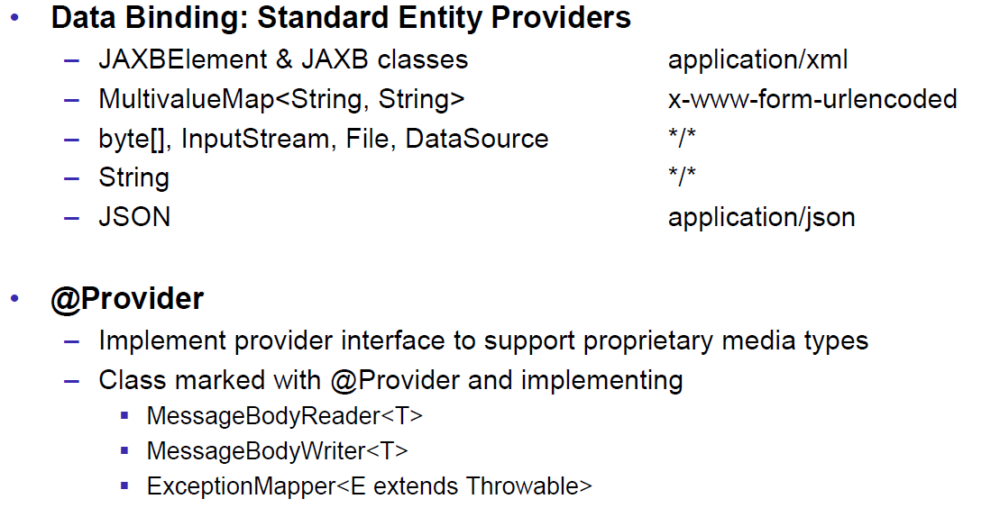 • Data Binding: Standard Entity Providers
– JAXBElement & JAXB classes application/xml
– MultivalueMap<String, String> x-www-form-urlencoded
– byte[], InputStream, File, DataSource */*
– String */*
– JSON application/json
• @Provider
– Implement provider interface to support proprietary media types
– Class marked with @Provider and implementing
▪ MessageBodyReader<T>
▪ MessageBodyWriter<T>
▪ ExceptionMapper<E extends Throwable>